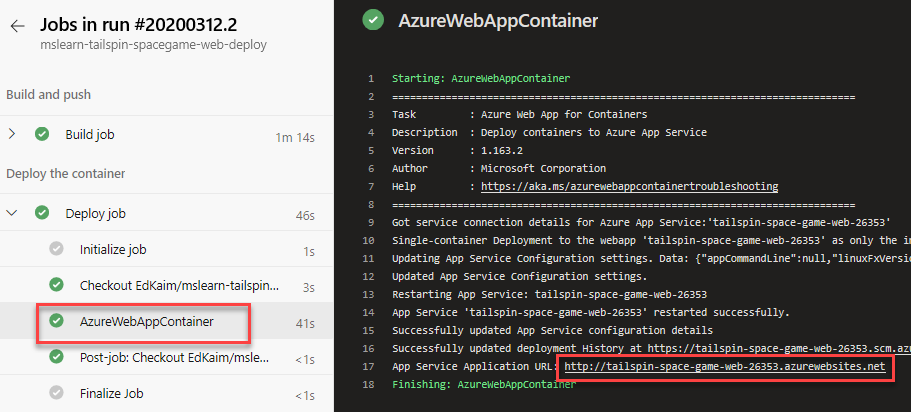 Jobs in run #20200312.2
mslearn-tailspin-spacegame-web-deploy
Build and push
Build job 1m 14s
Deploy the container
Deploy job 46s
Initialize job 1s
Checkout EdKaim/mslearn-tailspin... 3s
AzureWebAppContainer 41s
Post-job: Checkout EdKaim/msle... <1s
Finalize Job <1s
AzureWebAppContainer
1 Starting: AzureWebAppContainer
2 ==============================================================================
3 Task : Azure Web App for Containers
4 Description : Deploy containers to Azure App Service
5 Version : 1.163.2
6 Author : Microsoft Corporation
7 Help : https://aka.ms/azurewebappcontainertroubleshooting
8 ==============================================================================
9 Got service connection details for Azure App Service:'tailspin-space-game-web-26353'
10 Single-container Deployment to the webapp 'tailspin-space-game-web-26353' as only the i
11 Updating App Service Configuration settings. Data: {"appCommandLine":null,"linuxFxVersi
12 Updated App Service Configuration settings.
13 Restarting App Service: tailspin-space-game-web-26353
14 App Service 'tailspin-space-game-web-26353' restarted successfully.
15 Successfully updated App Service configuration details
16 Successfully updated deployment History at https://tailspin-space-game-web-26353.scm.az
17 App Service Application URL: http://tailspin-space-game-web-26353.azurewebsites.net
18 Finishing: AzureWebAppContainer